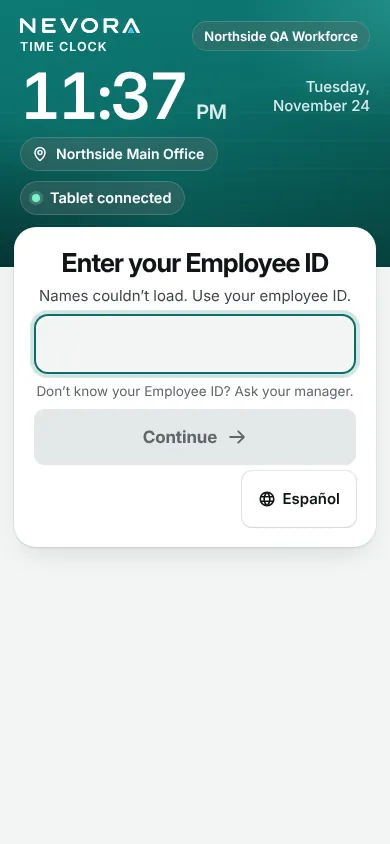 NEVORA
TIME CLOCK
Northside QA Workforce
11:37 PM
Tuesday,
November 24
Northside Main Office
Tablet connected
Enter your Employee ID
Names couldn’t load. Use your employee ID.
Don’t know your Employee ID? Ask your manager.
Continue
Español